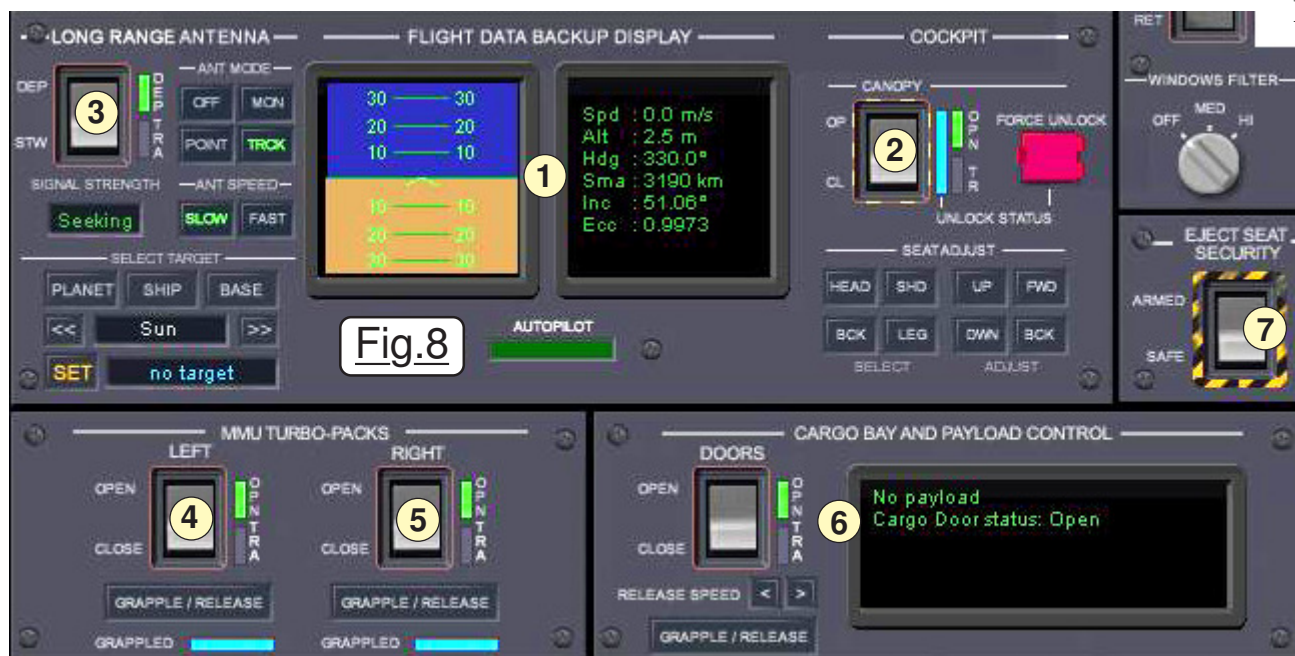 LONG RANGE ANTENNA
DEP
STW
3
DEP
TRA
ANT MODE
OFF MON
POINT TRCK
SIGNAL STRENGTH
Seeking
ANT SPEED
SLOW FAST
SELECT TARGET
PLANET SHIP BASE
<< Sun >>
SET no target
FLIGHT DATA BACKUP DISPLAY
30 30
20 20
10 10
10 10
20 20
30 30
1
Spd : 0.0 m/s
Alt : 2.5 m
Hdg : 330.0°
Sma : 3190 km
Inc : 51.06°
Ecc : 0.9973
Fig.8
AUTOPILOT
COCKPIT
CANOPY
OP
CL
2
OPN
TR
FORCE UNLOCK
UNLOCK STATUS
SEAT ADJUST
HEAD SHD UP FWD
BCK LEG DWN BCK
SELECT ADJUST
RET
WINDOWS FILTER
OFF MED HI
EJECT SEAT
SECURITY
ARMED
SAFE
7
MMU TURBO-PACKS
LEFT RIGHT
OPEN
CLOSE
4
OPN
TRA
OPEN
CLOSE
5
OPN
TRA
GRAPPLE / RELEASE GRAPPLE / RELEASE
GRAPPLED GRAPPLED
CARGO BAY AND PAYLOAD CONTROL
DOORS
OPEN
CLOSE
OPN
TRA
6
No payload
Cargo Door status: Open
RELEASE SPEED < >
GRAPPLE / RELEASE